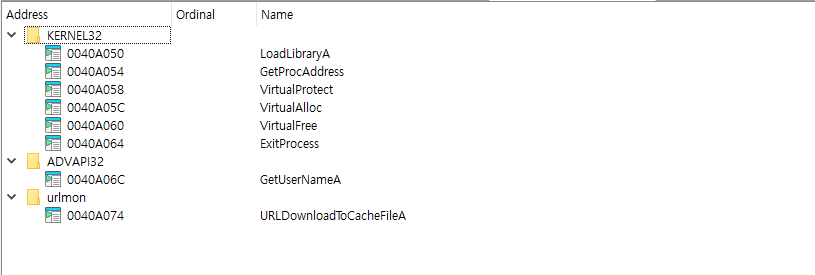 Address Ordinal Name
KERNEL32
0040A050 LoadLibraryA
0040A054 GetProcAddress
0040A058 VirtualProtect
0040A05C VirtualAlloc
0040A060 VirtualFree
0040A064 ExitProcess
ADVAPI32
0040A06C GetUserNameA
urlmon
0040A074 URLDownloadToCacheFileA